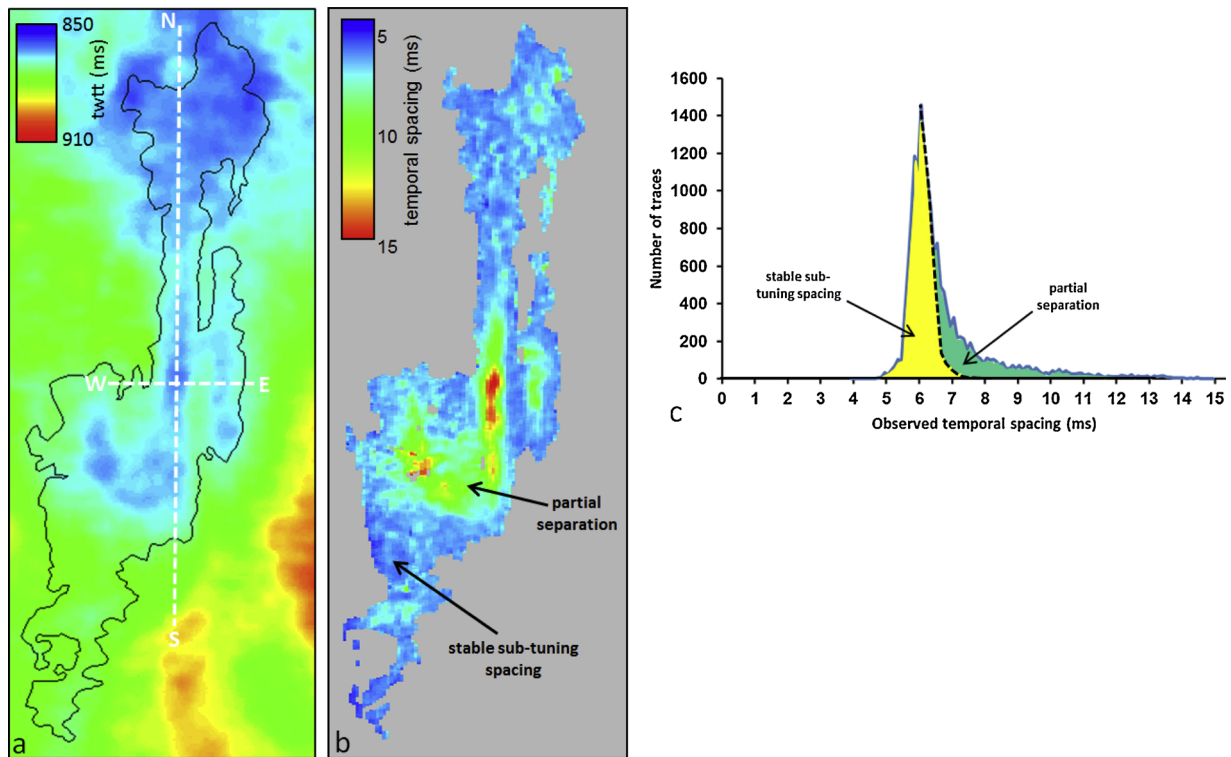 850
twtt (ms)
910
N
W
E
S
a
5
10
15
temporal spacing (ms)
partial
separation
stable sub-tuning
spacing
b
1600
1400
1200
1000
800
600
400
200
0
Number of traces
stable sub-
tuning spacing
partial
separation
0 1 2 3 4 5 6 7 8 9 10 11 12 13 14 15
Observed temporal spacing (ms)
C